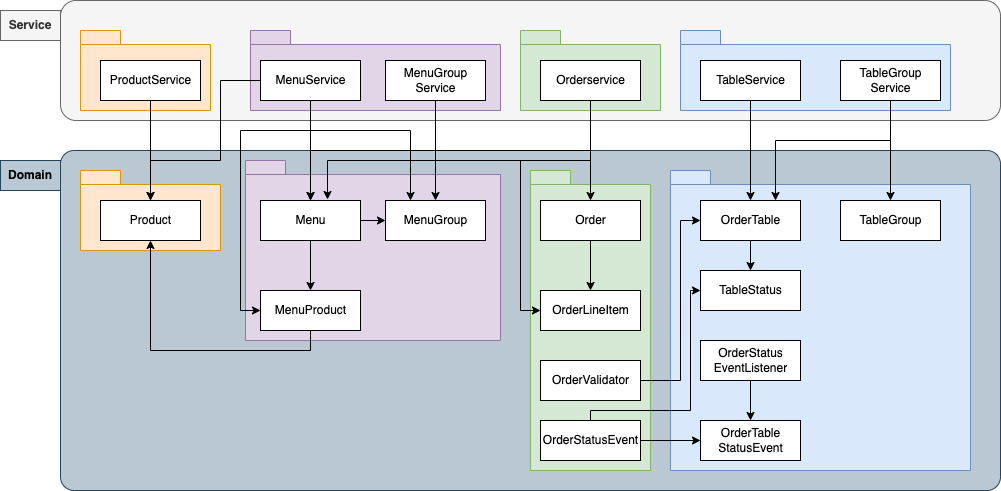 Service
ProductService
MenuService
MenuGroup
Service
Orderservice
TableService
TableGroup
Service
Domain
Product
Menu
MenuGroup
Order
OrderTable
TableGroup
MenuProduct
OrderLineItem
TableStatus
OrderValidator
OrderStatus
EventListener
OrderStatusEvent
OrderTable
StatusEvent